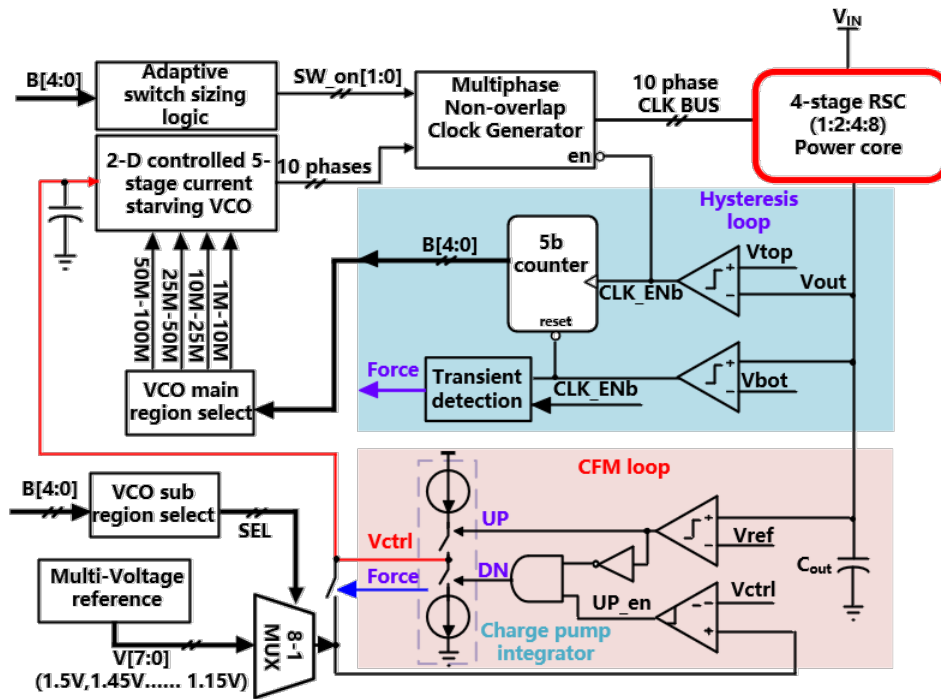 V_IN
B[4:0]
Adaptive
switch sizing
logic
SW_on[1:0]
Multiphase
Non-overlap
Clock Generator
en
10 phase
CLK BUS
4-stage RSC
(1:2:4:8)
Power core
2-D controlled 5-
stage current
starving VCO
10 phases
Hysteresis
loop
B[4:0]
5b
counter
reset
CLK_ENb
Vtop
Vout
50M-100M
25M-50M
10M-25M
1M-10M
VCO main
region select
Force
Transient
detection
CLK_ENb
CLK_ENb
Vbot
CFM loop
B[4:0]
VCO sub
region select
SEL
Vctrl
UP
Vref
C_out
Multi-Voltage
reference
Force
DN
UP_en
Vctrl
8-1
MUX
Charge pump
integrator
V[7:0]
(1.5V,1.45V...... 1.15V)